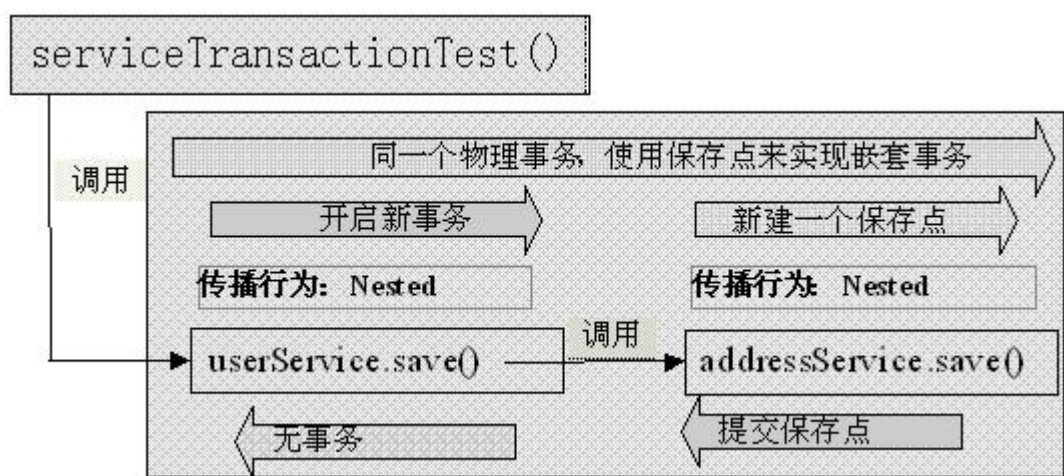 serviceTransactionTest()
同一个物理事务，使用保存点来实现嵌套事务
调用
开启新事务
新建一个保存点
传播行为：Nested
传播行为：Nested
调用
userService.save()
addressService.save()
无事务
提交保存点